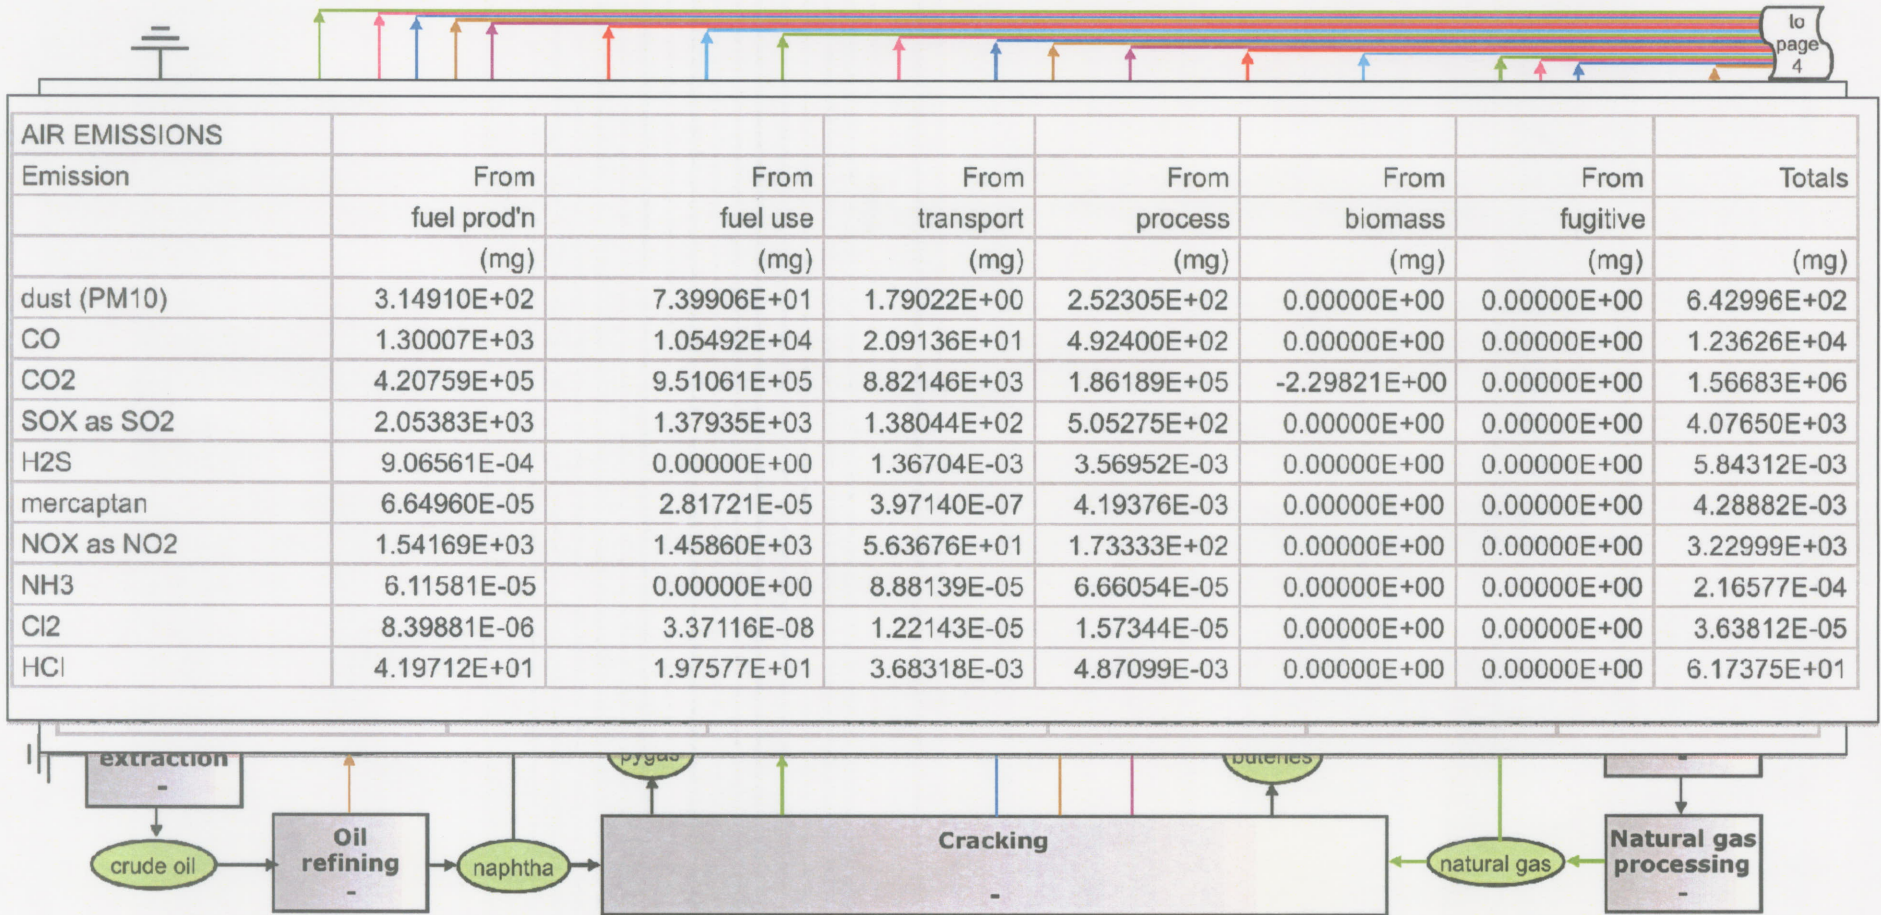 to
page
4
AIR EMISSIONS
Emission From From From From From From Totals
fuel prod'n fuel use transport process biomass fugitive
(mg) (mg) (mg) (mg) (mg) (mg) (mg)
dust (PM10) 3.14910E+02 7.39906E+01 1.79022E+00 2.52305E+02 0.00000E+00 0.00000E+00 6.42996E+02
CO 1.30007E+03 1.05492E+04 2.09136E+01 4.92400E+02 0.00000E+00 0.00000E+00 1.23626E+04
CO2 4.20759E+05 9.51061E+05 8.82146E+03 1.86189E+05 -2.29821E+00 0.00000E+00 1.56683E+06
SOX as SO2 2.05383E+03 1.37935E+03 1.38044E+02 5.05275E+02 0.00000E+00 0.00000E+00 4.07650E+03
H2S 9.06561E-04 0.00000E+00 1.36704E-03 3.56952E-03 0.00000E+00 0.00000E+00 5.84312E-03
mercaptan 6.64960E-05 2.81721E-05 3.97140E-07 4.19376E-03 0.00000E+00 0.00000E+00 4.28882E-03
NOX as NO2 1.54169E+03 1.45860E+03 5.63676E+01 1.73333E+02 0.00000E+00 0.00000E+00 3.22999E+03
NH3 6.11581E-05 0.00000E+00 8.88139E-05 6.66054E-05 0.00000E+00 0.00000E+00 2.16577E-04
Cl2 8.39881E-06 3.37116E-08 1.22143E-05 1.57344E-05 0.00000E+00 0.00000E+00 3.63812E-05
HCl 4.19712E+01 1.97577E+01 3.68318E-03 4.87099E-03 0.00000E+00 0.00000E+00 6.17375E+01
extraction pygas butenes
- -
Oil Cracking Natural gas
crude oil refining naphtha natural gas processing
- - -